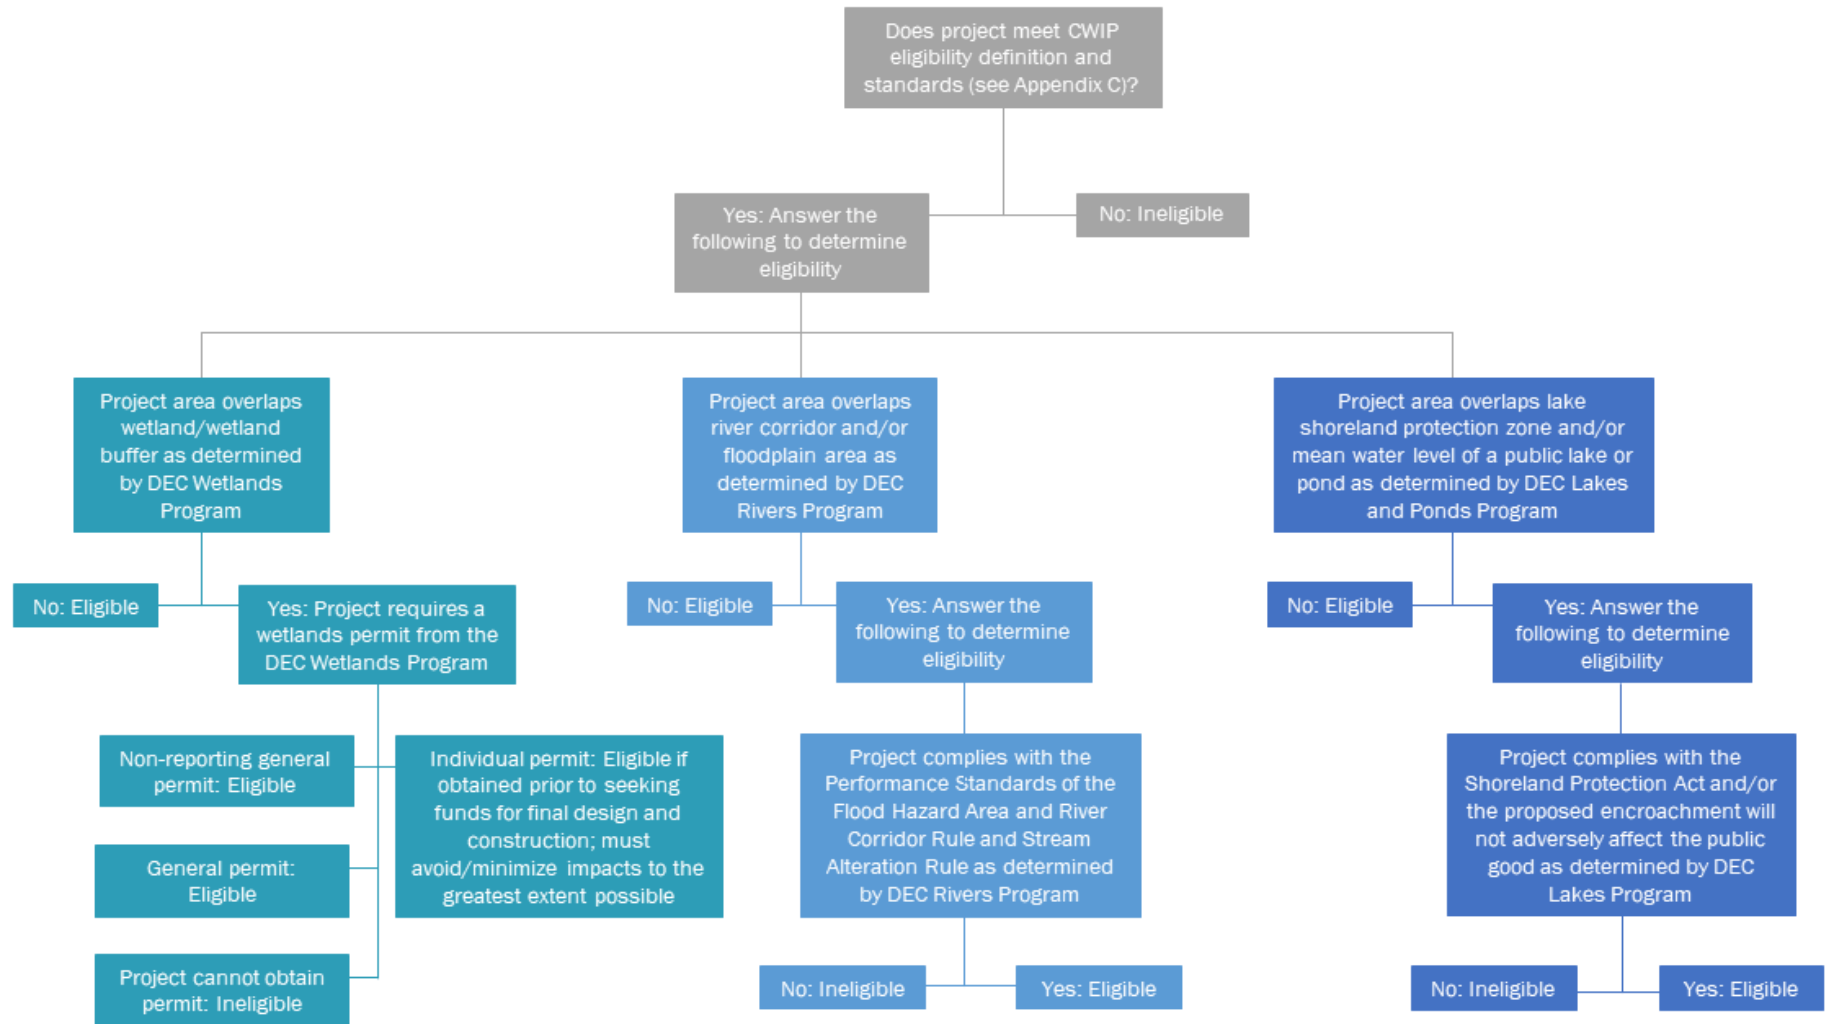 Does project meet CWIP
eligibility definition and
standards (see Appendix C)?
Yes: Answer the
following to determine
eligibility
No: Ineligible
Project area overlaps
wetland/wetland
buffer as determined
by DEC Wetlands
Program
Project area overlaps
river corridor and/or
floodplain area as
determined by DEC
Rivers Program
Project area overlaps lake
shoreland protection zone and/or
mean water level of a public lake or
pond as determined by DEC Lakes
and Ponds Program
No: Eligible
Yes: Project requires a
wetlands permit from the
DEC Wetlands Program
No: Eligible
Yes: Answer the
following to determine
eligibility
No: Eligible
Yes: Answer the
following to determine
eligibility
Non-reporting general
permit: Eligible
Individual permit: Eligible if
obtained prior to seeking
funds for final design and
construction; must
avoid/minimize impacts to the
greatest extent possible
General permit:
Eligible
Project cannot obtain
permit: Ineligible
Project complies with the
Performance Standards of the
Flood Hazard Area and River
Corridor Rule and Stream
Alteration Rule as determined
by DEC Rivers Program
Project complies with the
Shoreland Protection Act and/or
the proposed encroachment will
not adversely affect the public
good as determined by DEC
Lakes Program
No: Ineligible
Yes: Eligible
No: Ineligible
Yes: Eligible